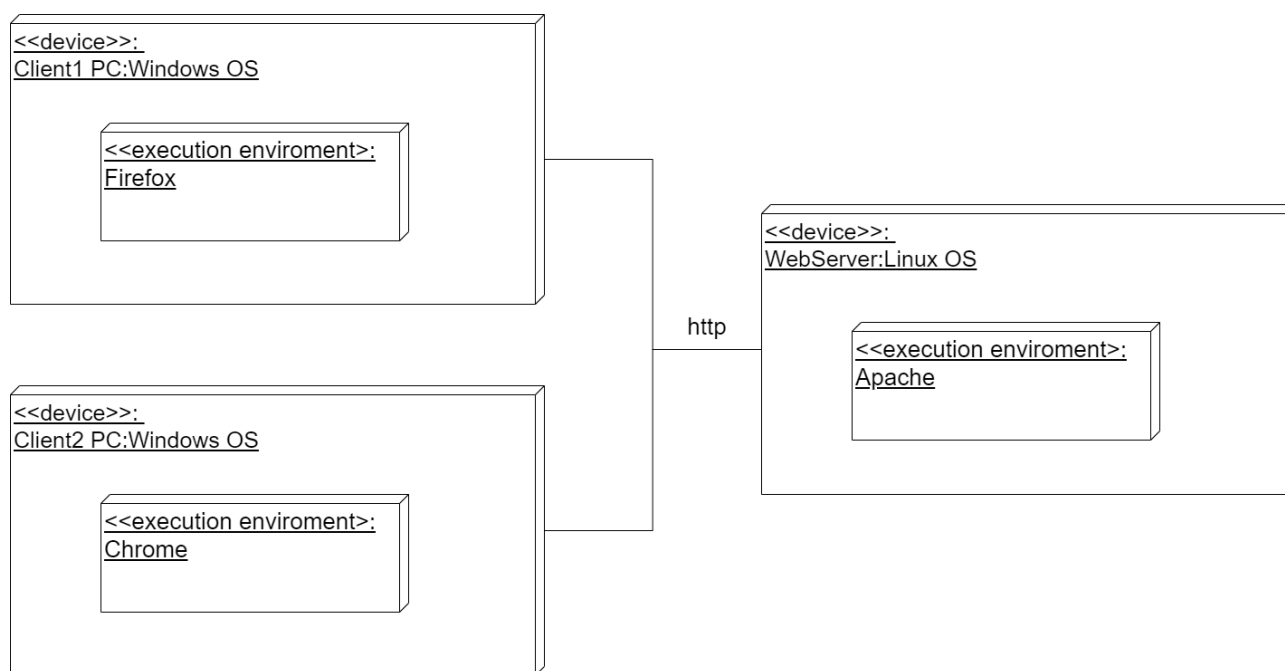 <<device>>:
Client1 PC:Windows OS
<<execution enviroment>:
Firefox
<<device>>:
Client2 PC:Windows OS
<<execution enviroment>:
Chrome
http
<<device>>:
WebServer:Linux OS
<<execution enviroment>:
Apache